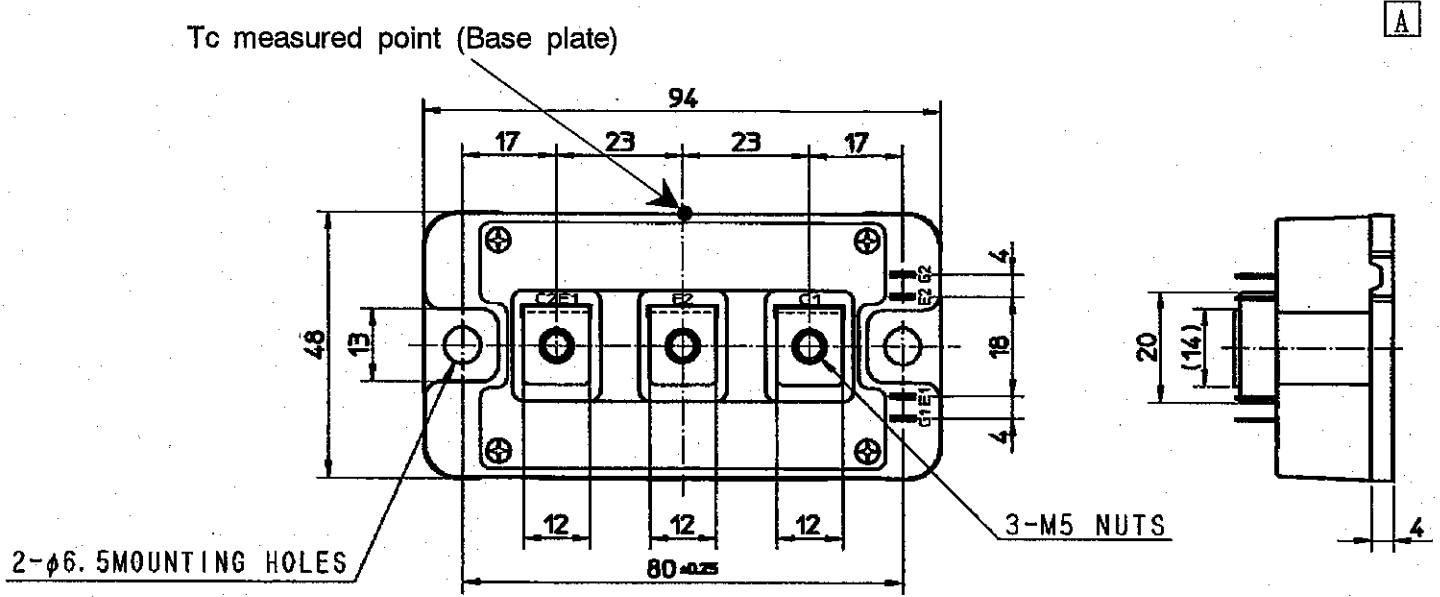 A
Tc measured point (Base plate)
94
17
23
23
17
4
G2
E2
C2E1
E2
C1
48
13
18
20
(14)
E1
G1
4
12
12
12
3-M5 NUTS
4
2-φ6.5MOUNTING HOLES
80 ±0.25